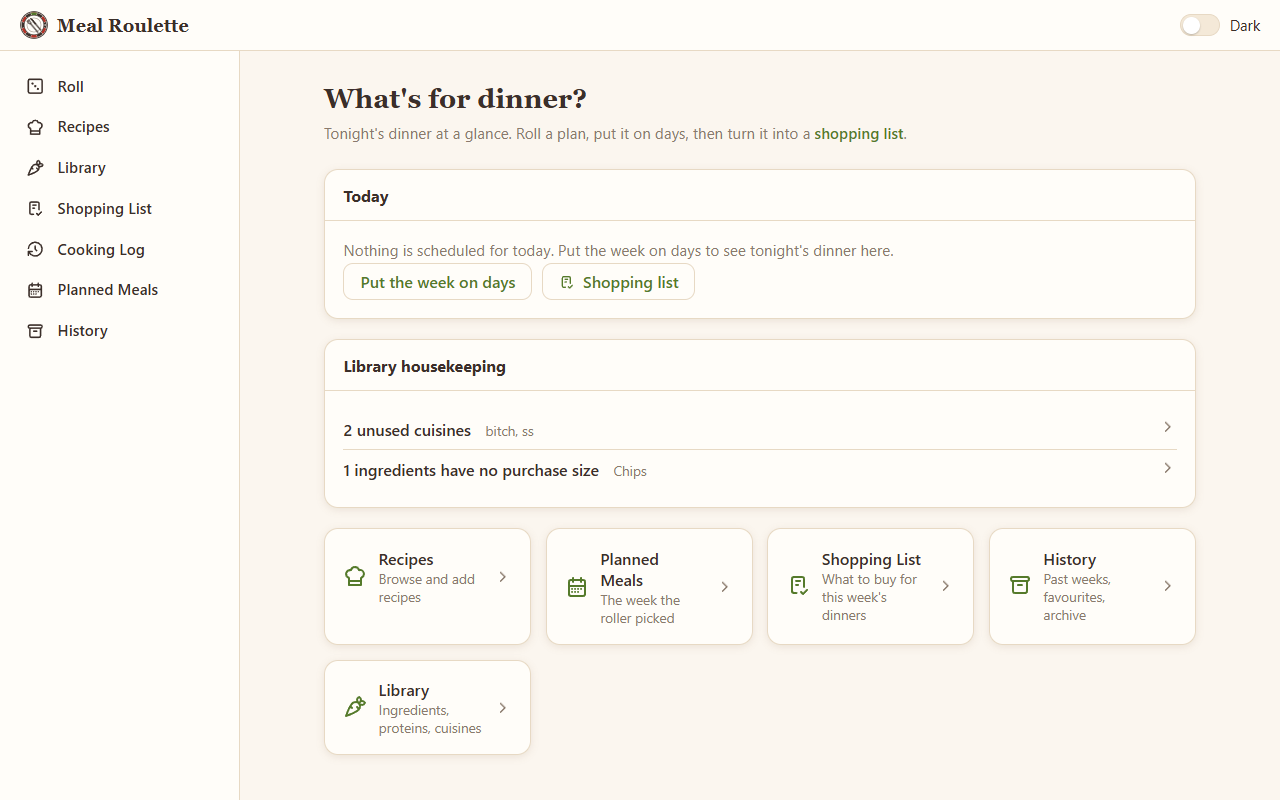 Meal Roulette
Dark
Roll
Recipes
Library
Shopping List
Cooking Log
Planned Meals
History
What's for dinner?
Tonight's dinner at a glance. Roll a plan, put it on days, then turn it into a shopping list.
Today
Nothing is scheduled for today. Put the week on days to see tonight's dinner here.
Put the week on days
Shopping list
Library housekeeping
2 unused cuisines bitch, ss
1 ingredients have no purchase size Chips
Recipes
Browse and add
recipes
Planned
Meals
The week the
roller picked
Shopping List
What to buy for
this week's
dinners
History
Past weeks,
favourites,
archive
Library
Ingredients,
proteins, cuisines